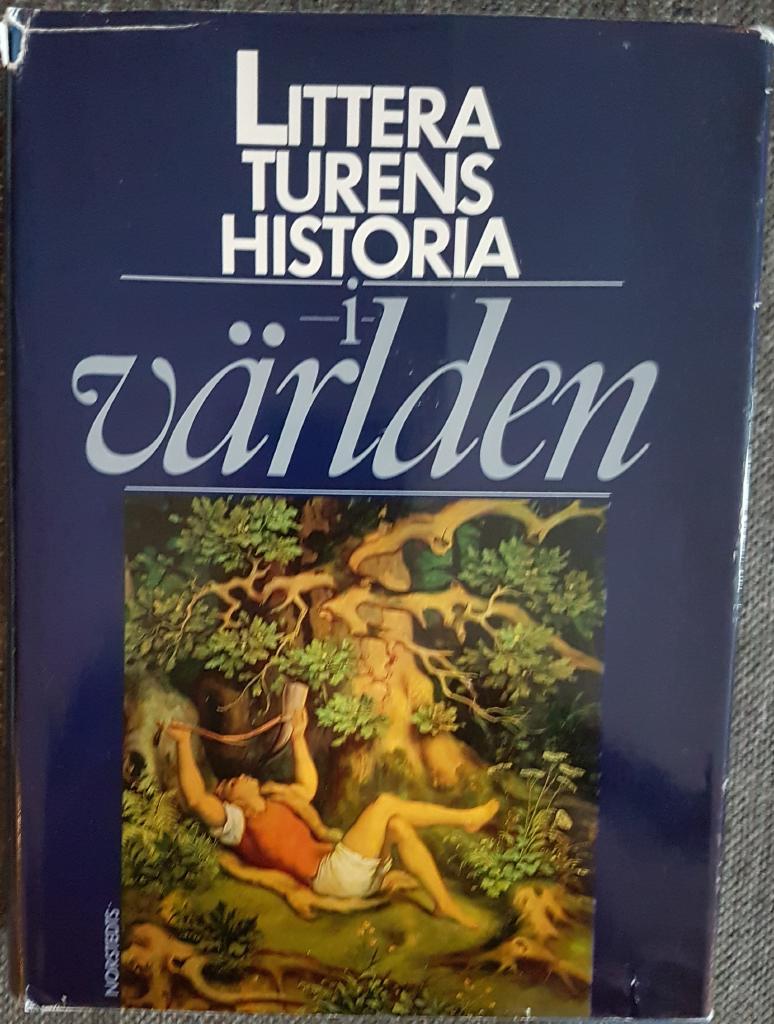 LITTERA
TURENS
HISTORIA
i
världen
NORSTEDTS